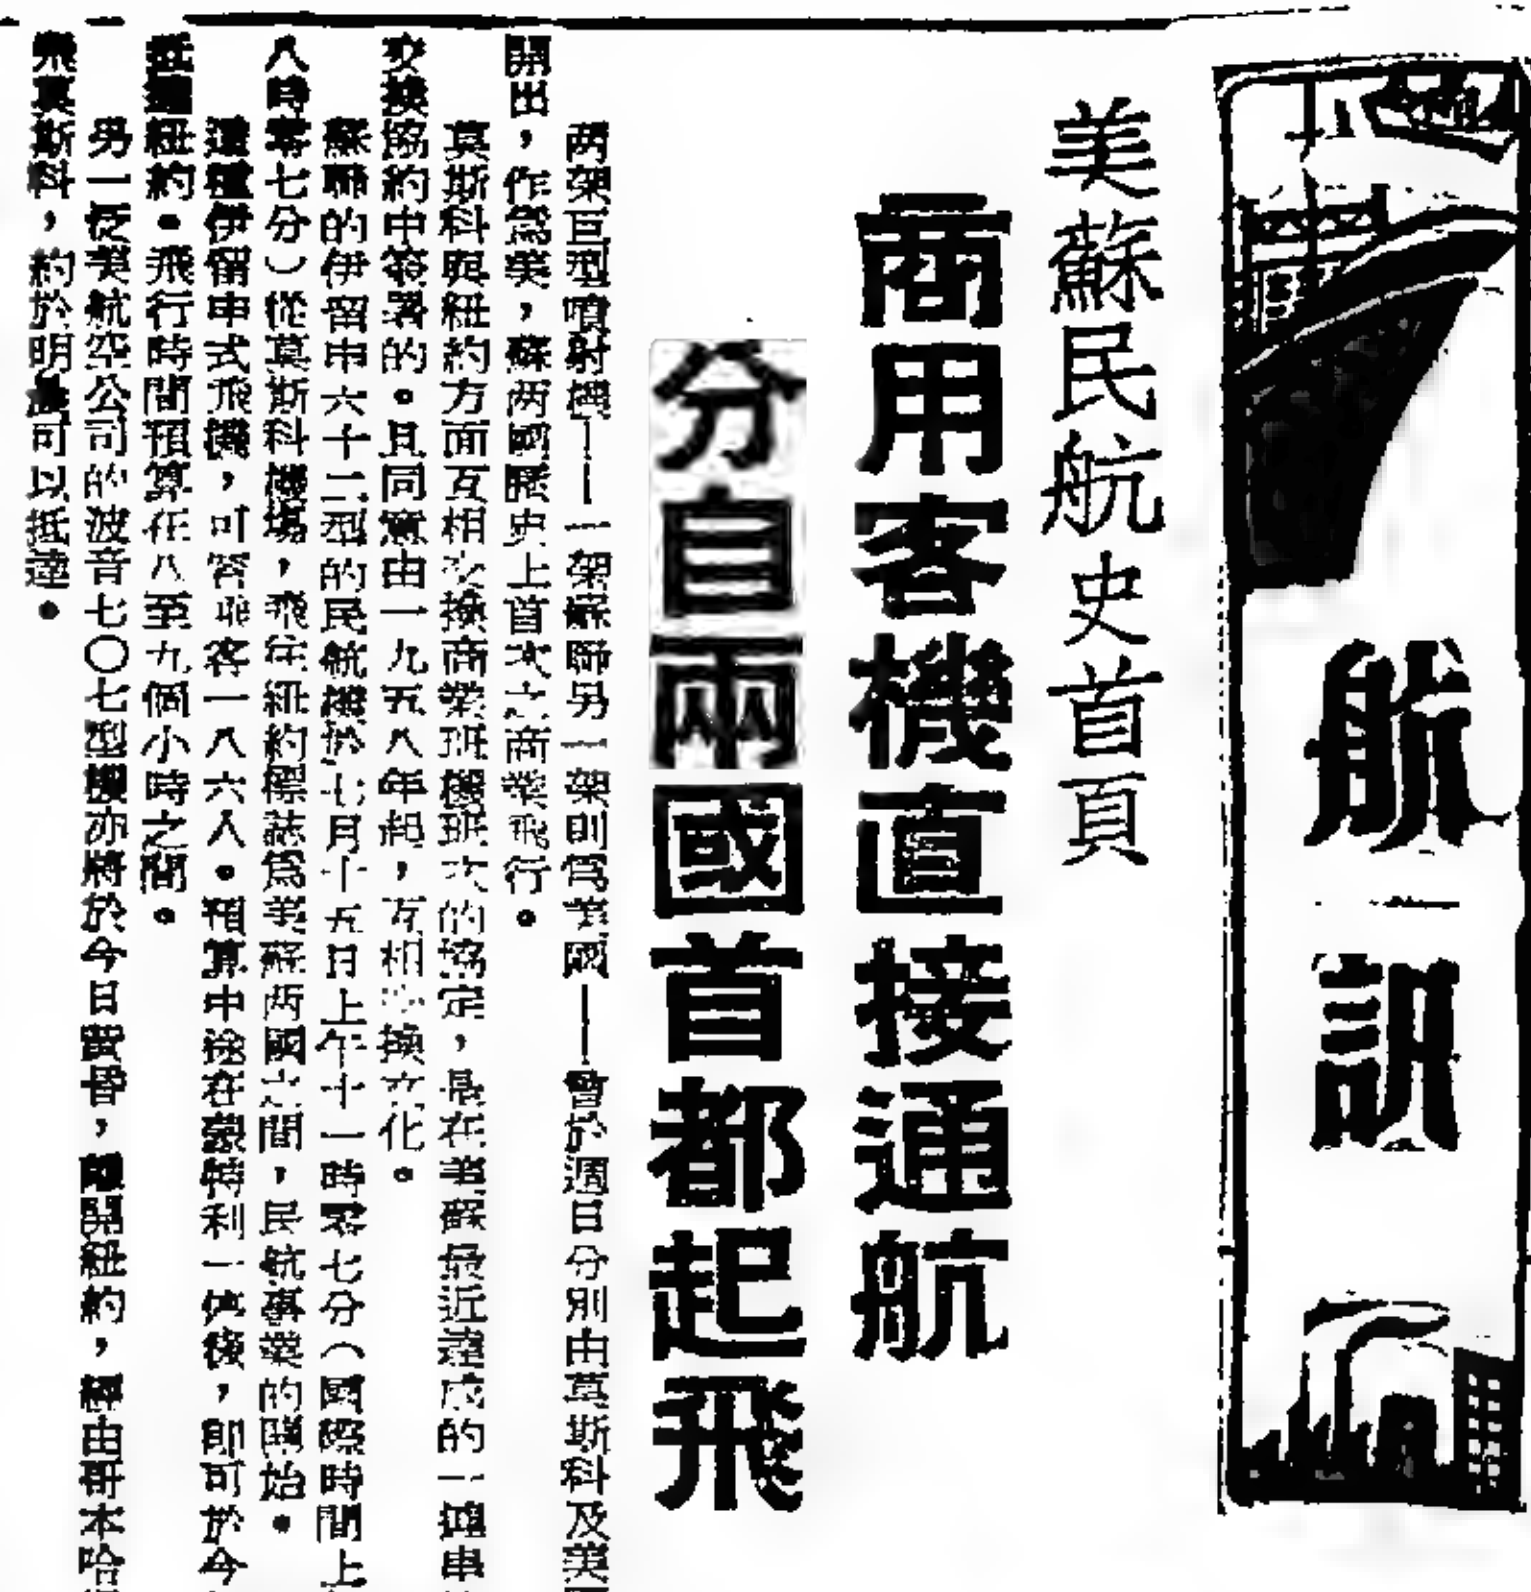 航訊
美蘇民航史首頁
商用客機直接通航
分自兩國首都起飛
两架巨型噴射機——一架蘇聯另一架則爲美國——曾於週日分別由莫斯科及美
開出，作爲美，蘇两國歷史上首次之商業飛行。
莫斯科與紐約方面互相交換商業班機班次的協定，是在美蘇最近達成的一連串
交換協約中簽署的。且同意由一九五八年起，互相交換文化。
蘇聯的伊留申六十二型的民航機於七月十五日上午十一時零七分（國際時間上
八時零七分）從莫斯科機場，飛往紐約標誌爲美蘇两國之間，民航事業的開始。
這種伊留申式飛機，可容乘客一八六人。預算中途在蒙特利一停後，即可於今
抵達紐約。飛行時間預算在八至九個小時之間。
另一泛美航空公司的波音七〇七型機亦將於今日黃昏，離開紐約，經由哥本哈
飛莫斯科，約於明晨可以抵達。